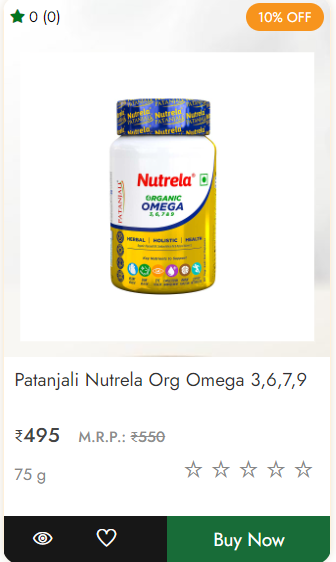 0 (0)
10% OFF
PATANJALI
Nutrela®
ORGANIC
OMEGA
3,6,7 & 9
HERBAL | HOLISTIC | HEALTH
Patanjali Nutrela Org Omega 3,6,7,9
₹495 M.R.P.: ₹550
75 g
Buy Now